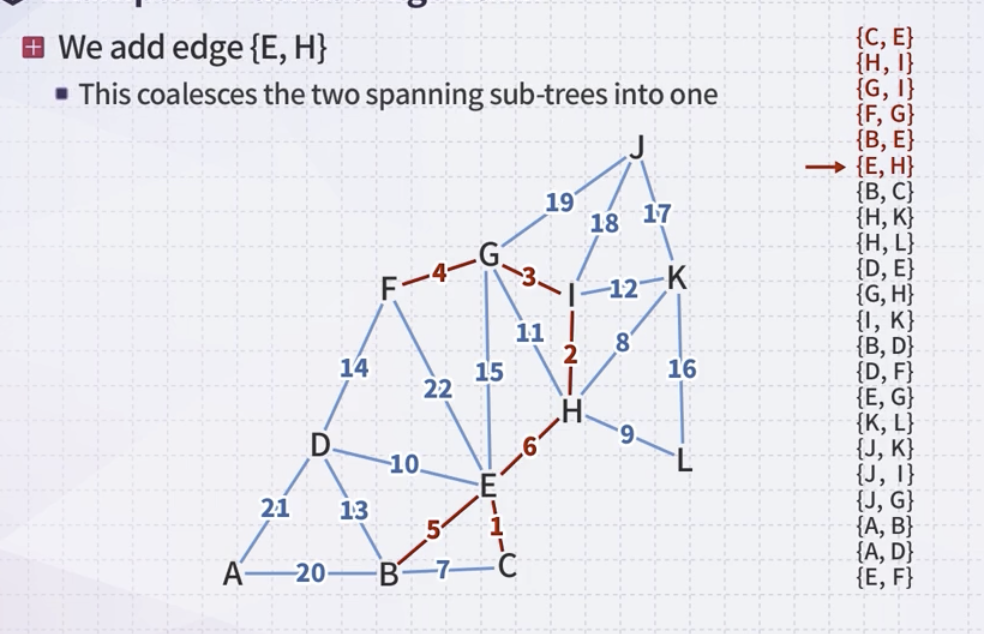 We add edge {E, H}
This coalesces the two spanning sub-trees into one
{C, E}
{H, I}
{G, I}
{F, G}
{B, E}
{E, H}
{B, C}
{H, K}
{H, L}
{D, E}
{G, H}
{I, K}
{B, D}
{D, F}
{E, G}
{K, L}
{J, K}
{J, I}
{J, G}
{A, B}
{A, D}
{E, F}
J
19
18
17
G
4
3
F
I
12
K
11
2
8
14
22
15
16
H
9
D
6
L
10
E
21
13
5
1
A
20
B
7
C